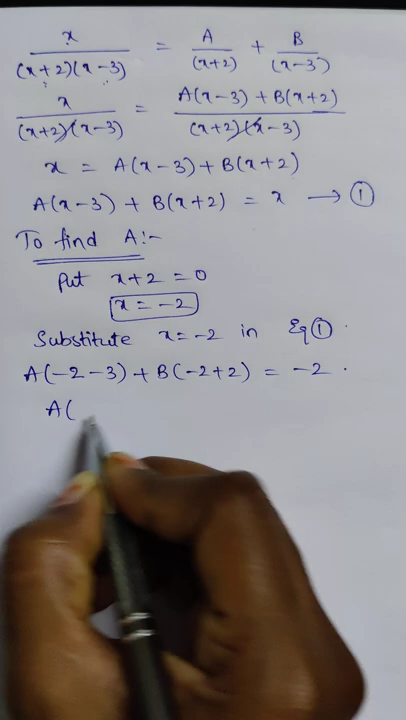 x/((x+2)(x-3)) = A/(x+2) + B/(x-3)
x/((x+2)(x-3)) = (A(x-3) + B(x+2))/((x+2)(x-3))
x = A(x-3) + B(x+2)
A(x-3) + B(x+2) = x → ①
To find A:-
Put x+2 = 0
x = -2
Substitute x = -2 in Eq ①.
A(-2-3) + B(-2+2) = -2.
A(